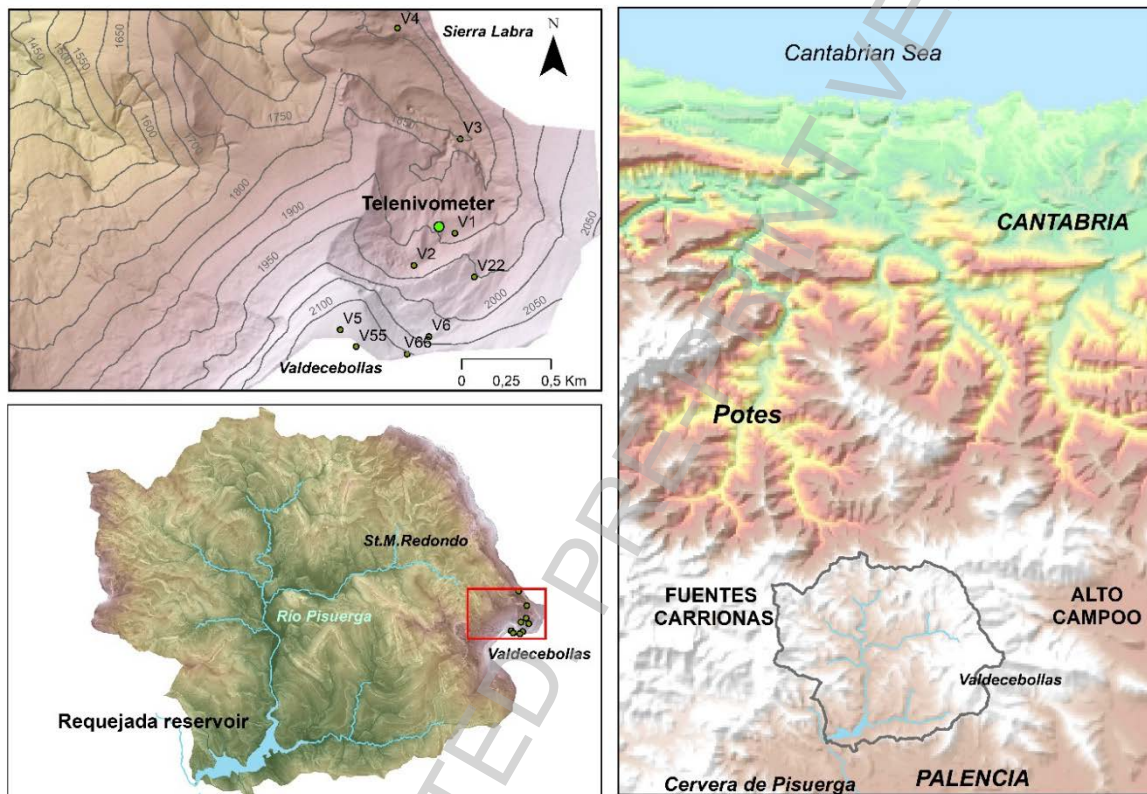 V4
Sierra Labra
N
1450
1500
1550
1600
1650
1700
1750
1850
V3
1800
1900
1950
Telenivometer
V1
V2
V22
2050
2000
2050
2100
V5
V55
V6
V66
Valdecebollas
0 0,25 0,5 Km
St.M.Redondo
Río Pisuerga
Valdecebollas
Requejada reservoir
Cantabrian Sea
CANTABRIA
Potes
FUENTES
CARRIONAS
ALTO
CAMPOO
Valdecebollas
Cervera de Pisuerga
PALENCIA